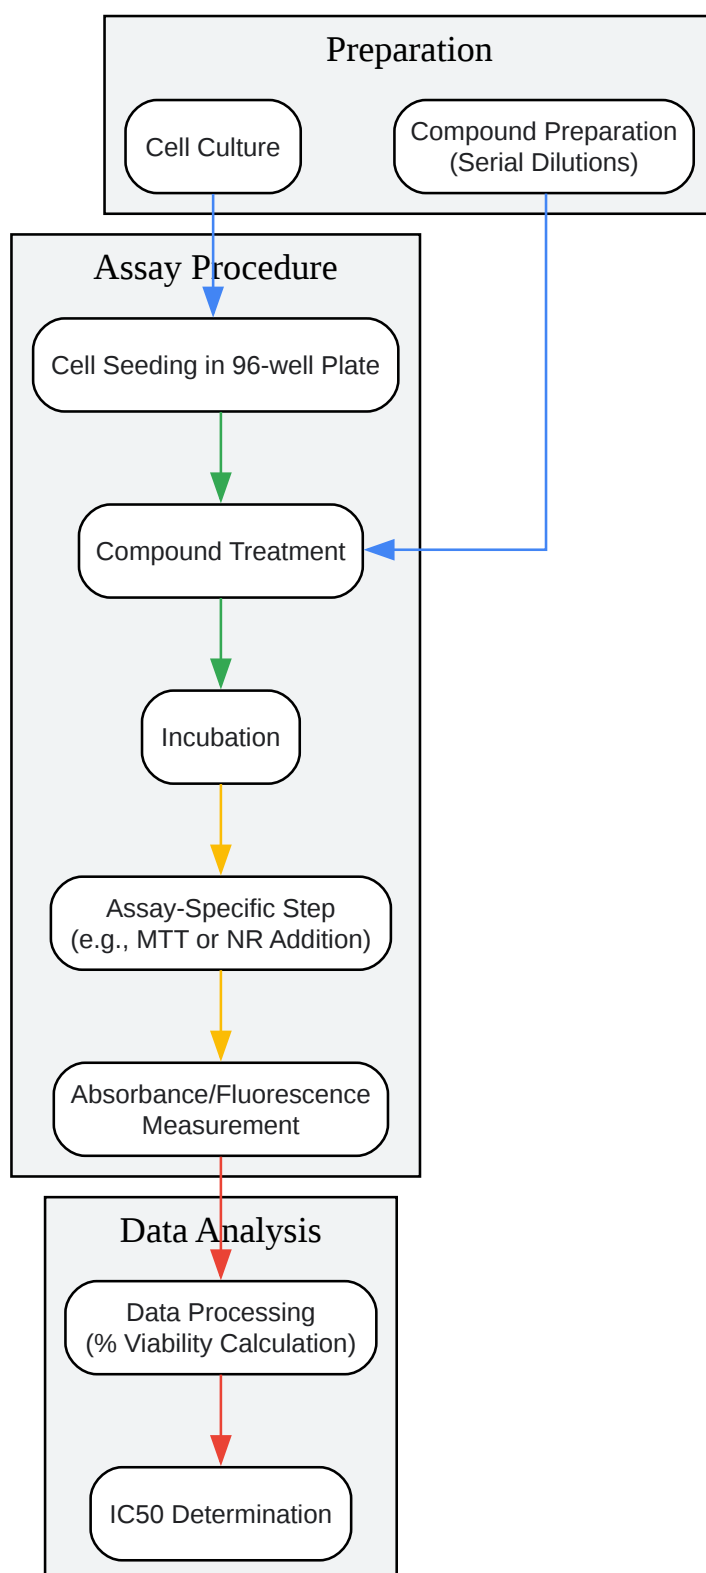 Preparation
Cell Culture
Compound Preparation
(Serial Dilutions)
Assay Procedure
Cell Seeding in 96-well Plate
Compound Treatment
Incubation
Assay-Specific Step
(e.g., MTT or NR Addition)
Absorbance/Fluorescence
Measurement
Data Analysis
Data Processing
(% Viability Calculation)
IC50 Determination